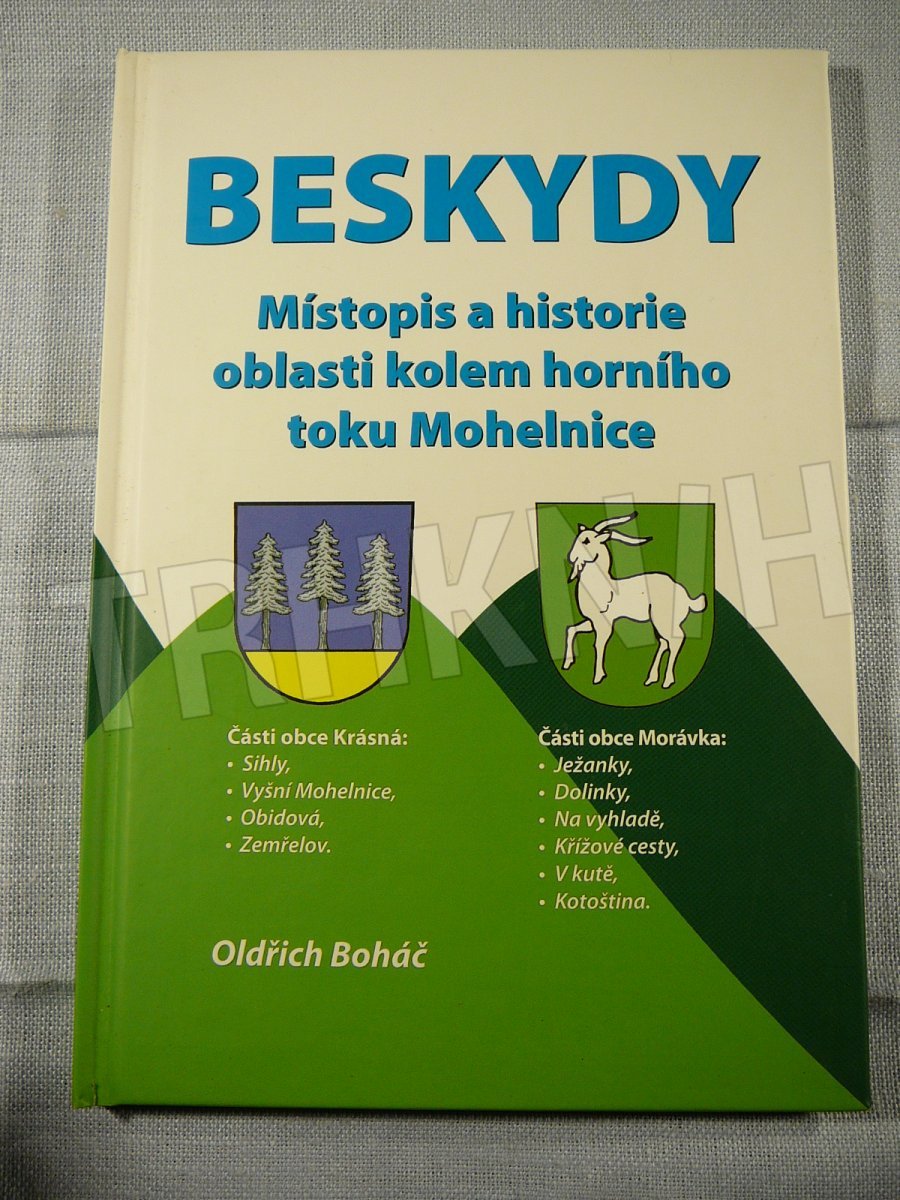 BESKYDY
Místopis a historie
oblasti kolem horního
toku Mohelnice
TRHKNIH
Části obce Krásná:
• Sihly,
• Vyšní Mohelnice,
• Obidová,
• Zemřelov.
Části obce Morávka:
• Ježanky,
• Dolinky,
• Na vyhladě,
• Křížové cesty,
• V kutě,
• Kotoština.
Oldřich Boháč